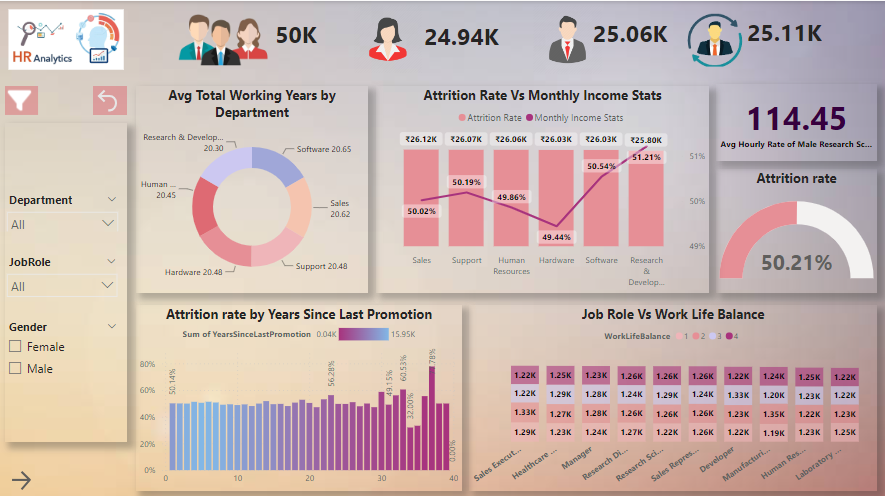 HR Analytics
50K
24.94K
25.06K
25.11K
Department
All
JobRole
All
Gender
Female
Male
Avg Total Working Years by
Department
Research & Develop...
20.30
Software 20.65
Human ...
20.45
Sales
20.62
Hardware 20.48
Support 20.48
Attrition Rate Vs Monthly Income Stats
Attrition Rate Monthly Income Stats
₹26.12K ₹26.07K ₹26.06K ₹26.03K ₹26.03K ₹25.80K
51%
50%
49%
50.02%
50.19%
49.86%
49.44%
50.54%
51.21%
Sales Support Human
Resources
Hardware Software Research
&
Develop...
114.45
Avg Hourly Rate of Male Research Sc...
Attrition rate
50.21%
Attrition rate by Years Since Last Promotion
Sum of YearsSinceLastPromotion 0.04K 15.95K
80%
60%
40%
20%
0%
50.14%
56.28%
49.15%
60.53%
32.00%
78%
0.00%
0 10 20 30 40
Job Role Vs Work Life Balance
WorkLifeBalance 1 2 3 4
1.22K 1.25K 1.23K 1.26K 1.26K 1.22K 1.24K 1.25K 1.22K
1.22K 1.29K 1.28K 1.24K 1.29K 1.24K 1.33K 1.20K 1.23K 1.22K
1.33K 1.27K 1.28K 1.26K 1.26K 1.26K 1.23K 1.35K 1.22K 1.23K
1.29K 1.23K 1.24K 1.27K 1.22K 1.26K 1.22K 1.19K 1.23K 1.25K
Sales Execut... Healthcare ... Manager Research Di... Research Sci... Sales Repres... Developer Manufacturi... Human Res... Laboratory ...